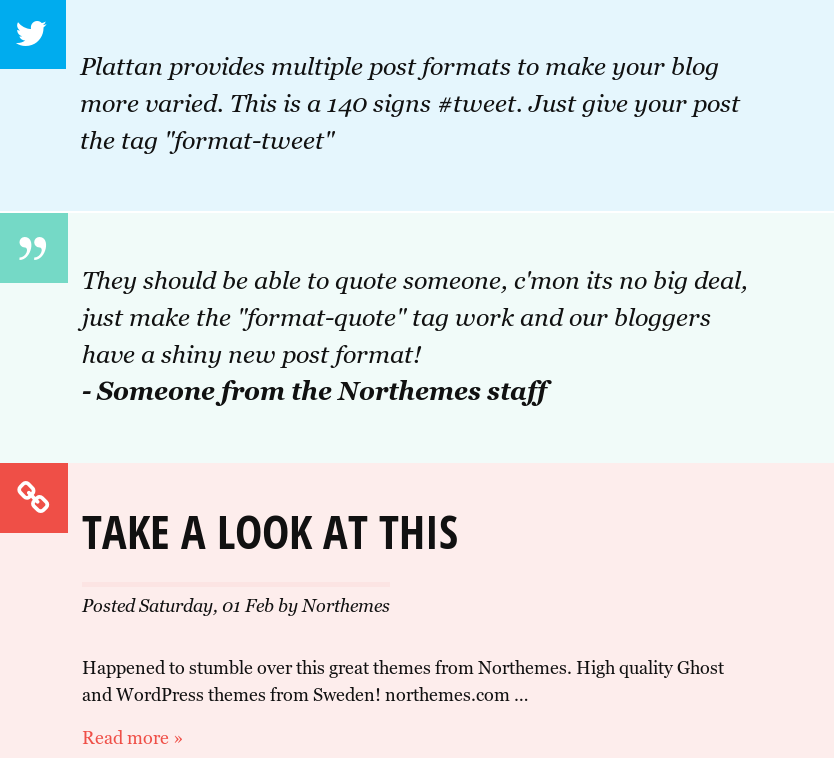 Plattan provides multiple post formats to make your blog
more varied. This is a 140 signs #tweet. Just give your post
the tag "format-tweet"
They should be able to quote someone, c'mon its no big deal,
just make the "format-quote" tag work and our bloggers
have a shiny new post format!
- Someone from the Northemes staff
TAKE A LOOK AT THIS
Posted Saturday, 01 Feb by Northemes
Happened to stumble over this great themes from Northemes. High quality Ghost
and WordPress themes from Sweden! northemes.com ...
Read more »